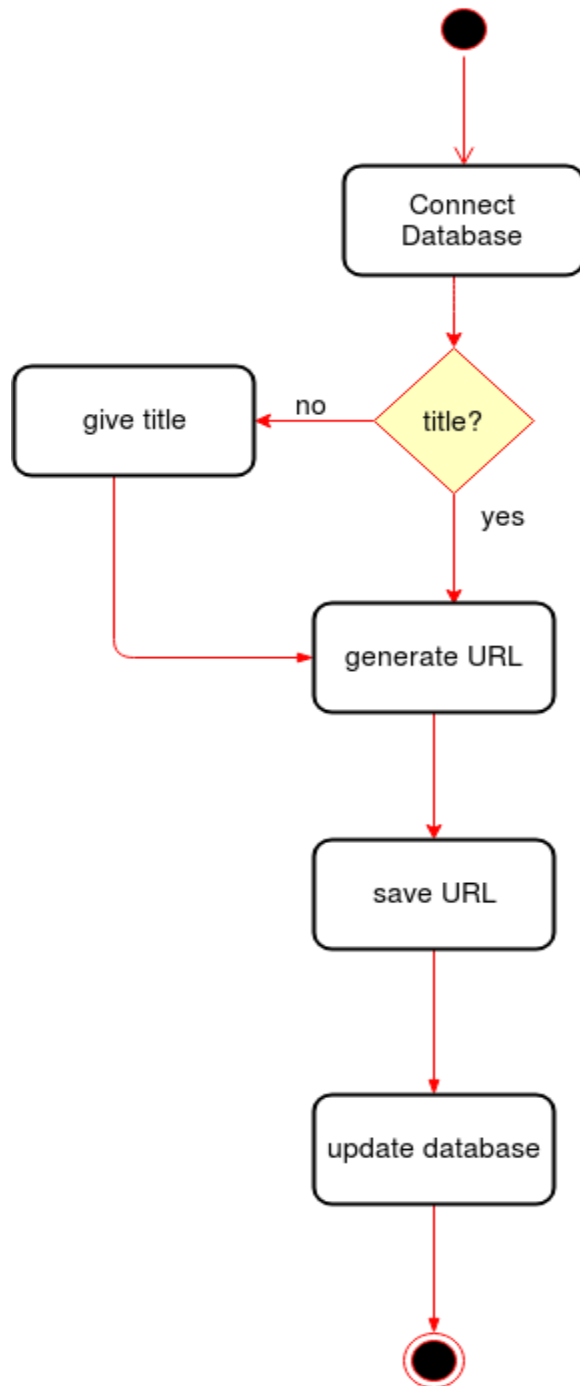 Connect
Database
title?
no
give title
yes
generate URL
save URL
update database